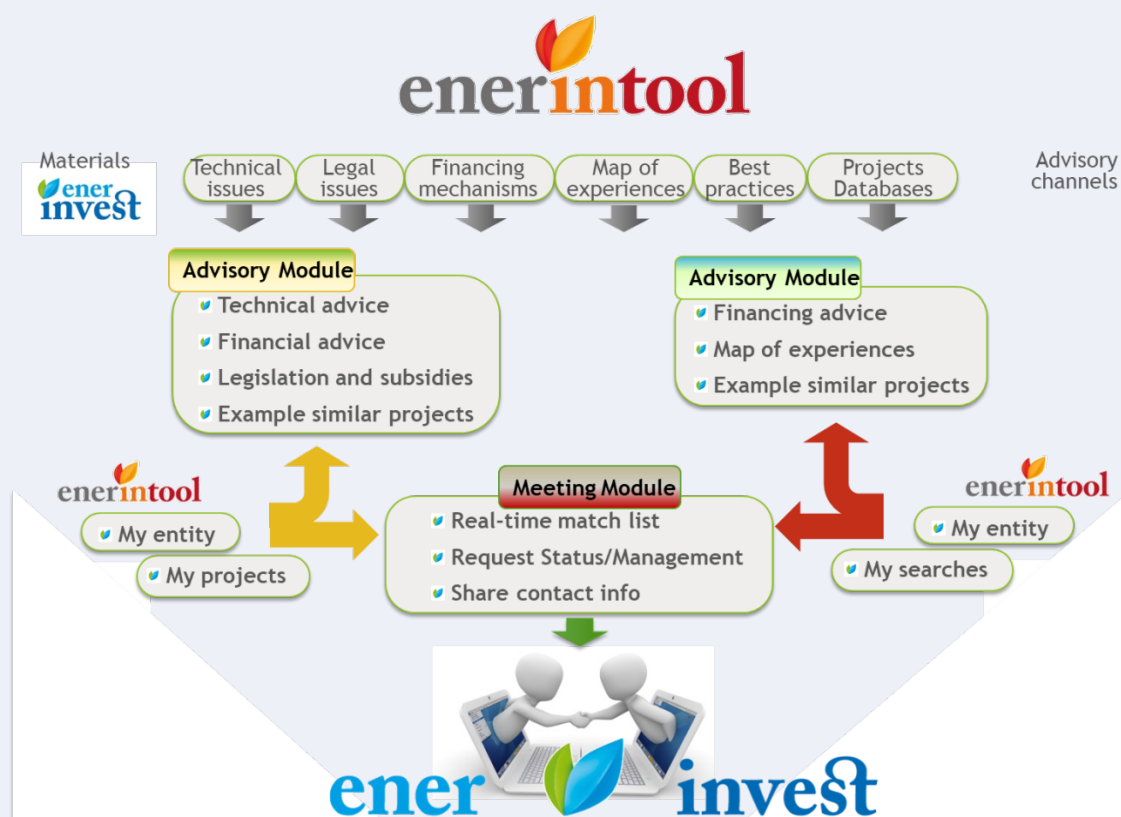 enerintool
Materials
ener
invest
Technical
issues
Legal
issues
Financing
mechanisms
Map of
experiences
Best
practices
Projects
Databases
Advisory
channels
Advisory Module
Technical advice
Financial advice
Legislation and subsidies
Example similar projects
Advisory Module
Financing advice
Map of experiences
Example similar projects
enerintool
My entity
My projects
Meeting Module
Real-time match list
Request Status/Management
Share contact info
enerintool
My entity
My searches
ener invest